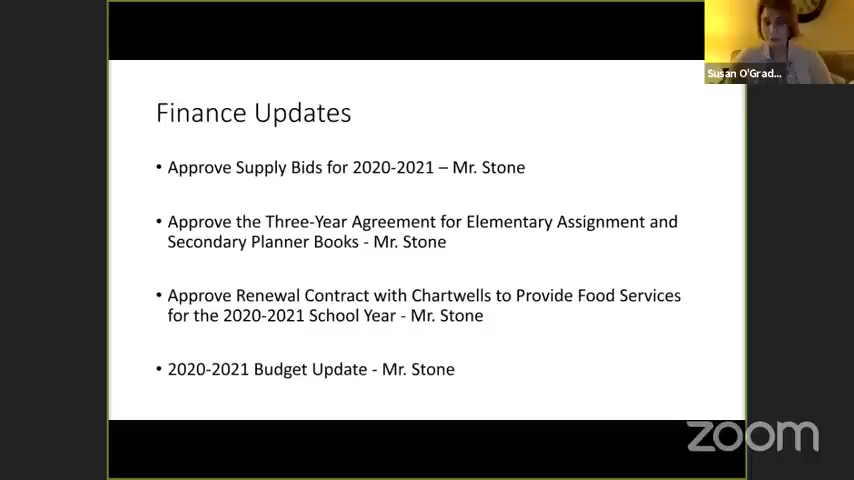 Susan O'Grad...
Finance Updates
• Approve Supply Bids for 2020-2021 – Mr. Stone
• Approve the Three-Year Agreement for Elementary Assignment and
Secondary Planner Books - Mr. Stone
• Approve Renewal Contract with Chartwells to Provide Food Services
for the 2020-2021 School Year - Mr. Stone
• 2020-2021 Budget Update - Mr. Stone
zoom